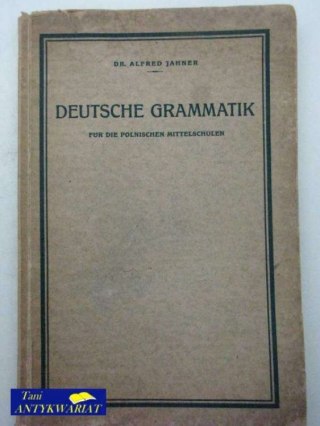 DR. ALFRED JAHNER
DEUTSCHE GRAMMATIK
FÜR DIE POLNISCHEN MITTELSCHULEN
Tani
ANTYKWARIAT